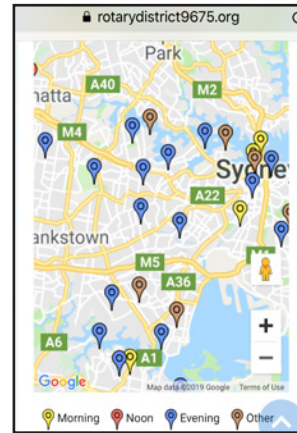 rotarydistrict9675.org
Park
A40
M2
natta
M4
Sydney
A22
ankstown
M5
A36
A6
A1
Google
Map data ©2019 Google
Terms of Use
Morning
Noon
Evening
Other